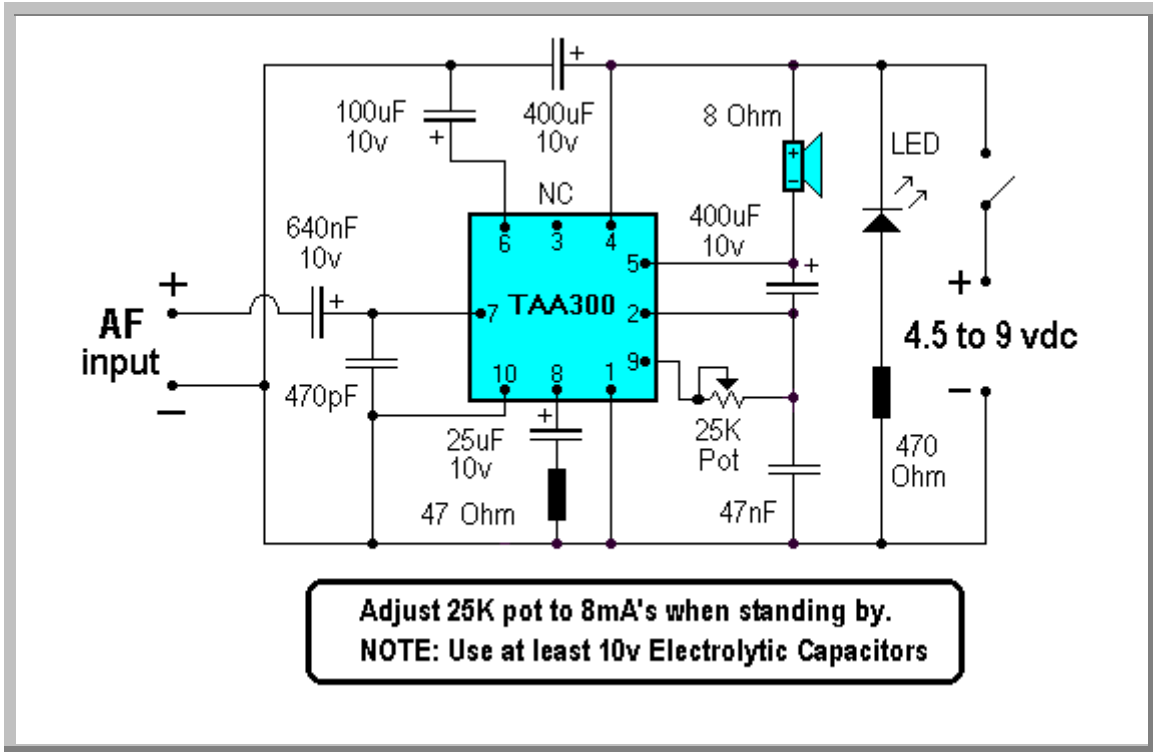 100uF
10v
+
400uF
10v
+
8 Ohm
+
−
LED
NC
640nF
10v
+
400uF
10v
+
6
3
4
5
7
TAA300
2
9
10
8
1
+
AF
input
−
470pF
25uF
10v
+
47 Ohm
25K
Pot
47nF
+
4.5 to 9 vdc
−
470
Ohm
Adjust 25K pot to 8mA's when standing by.
NOTE: Use at least 10v Electrolytic Capacitors